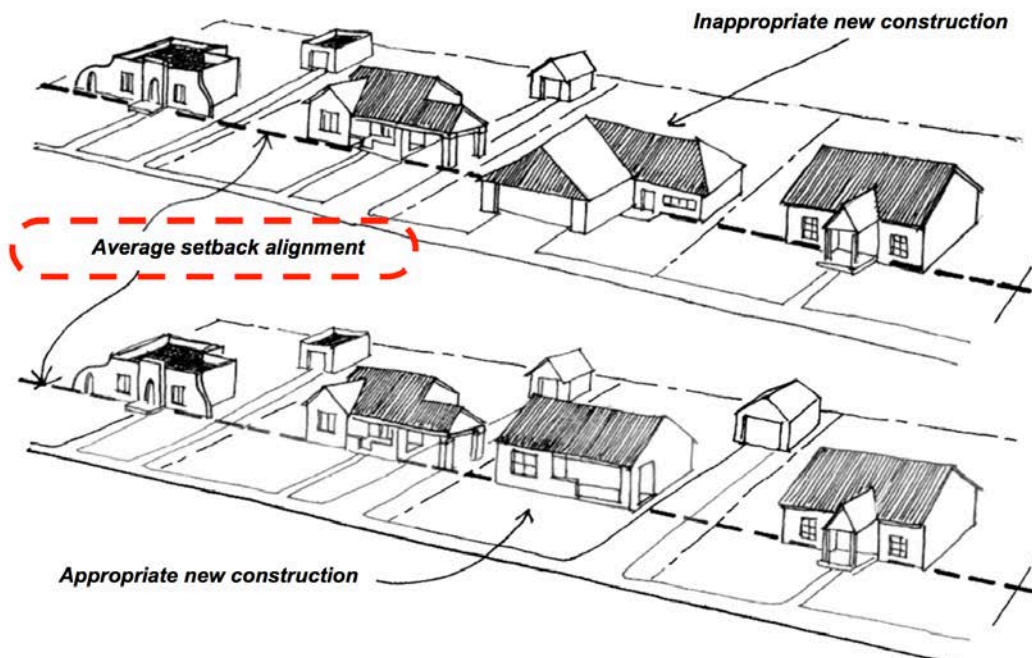 Inappropriate new construction
Average setback alignment
Appropriate new construction